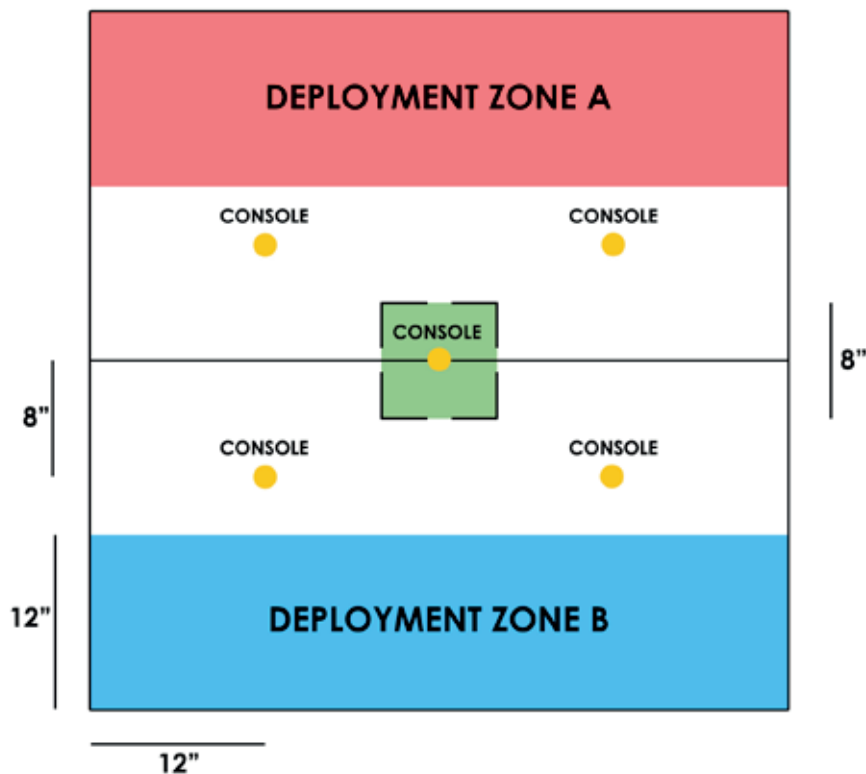 DEPLOYMENT ZONE A
CONSOLE
CONSOLE
CONSOLE
8”
8”
CONSOLE
CONSOLE
12”
DEPLOYMENT ZONE B
12”